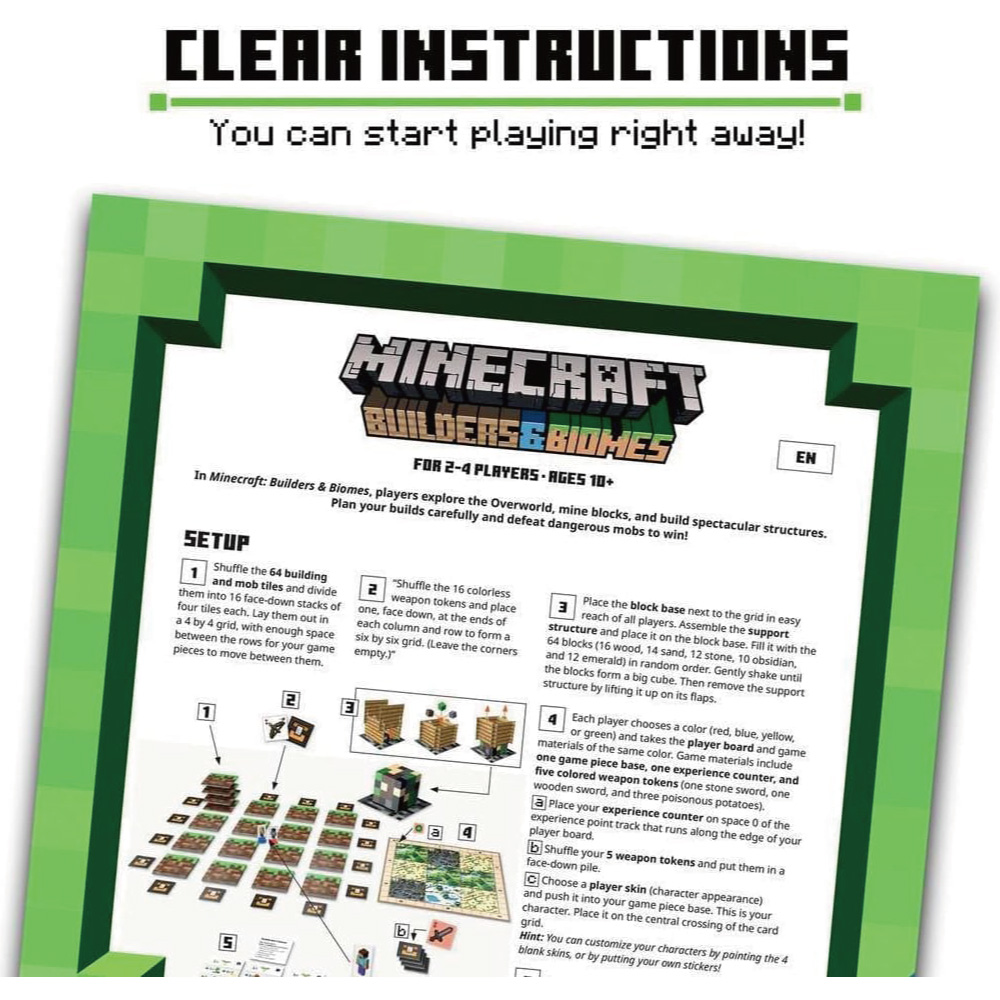 CLEAR INSTRUCTIONS
You can start playing right away!
MINECRAFT
BUILDERS & BIOMES
FOR 2-4 PLAYERS · AGES 10+
EN
In Minecraft: Builders & Biomes, players explore the Overworld, mine blocks, and build spectacular structures.
Plan your builds carefully and defeat dangerous mobs to win!
SETUP
1 Shuffle the 64 building
and mob tiles and divide
them into 16 face-down stacks of
four tiles each. Lay them out in
a 4 by 4 grid, with enough space
between the rows for your game
pieces to move between them.
2 "Shuffle the 16 colorless
weapon tokens and place
one, face down, at the ends of
each column and row to form a
six by six grid. (Leave the corners
empty.)"
3 Place the block base next to the grid in easy
reach of all players. Assemble the support
structure and place it on the block base. Fill it with the
64 blocks (16 wood, 14 sand, 12 stone, 10 obsidian,
and 12 emerald) in random order. Gently shake until
the blocks form a big cube. Then remove the support
structure by lifting it up on its flaps.
4 Each player chooses a color (red, blue, yellow,
or green) and takes the player board and game
materials of the same color. Game materials include
one game piece base, one experience counter, and
five colored weapon tokens (one stone sword, one
wooden sword, and three poisonous potatoes).
a Place your experience counter on space 0 of the
experience point track that runs along the edge of your
player board.
b Shuffle your 5 weapon tokens and put them in a
face-down pile.
c Choose a player skin (character appearance)
and push it into your game piece base. This is your
character. Place it on the central crossing of the card
grid.
Hint: You can customize your characters by painting the 4
blank skins, or by putting your own stickers!
1
2
3
a 4
b
5